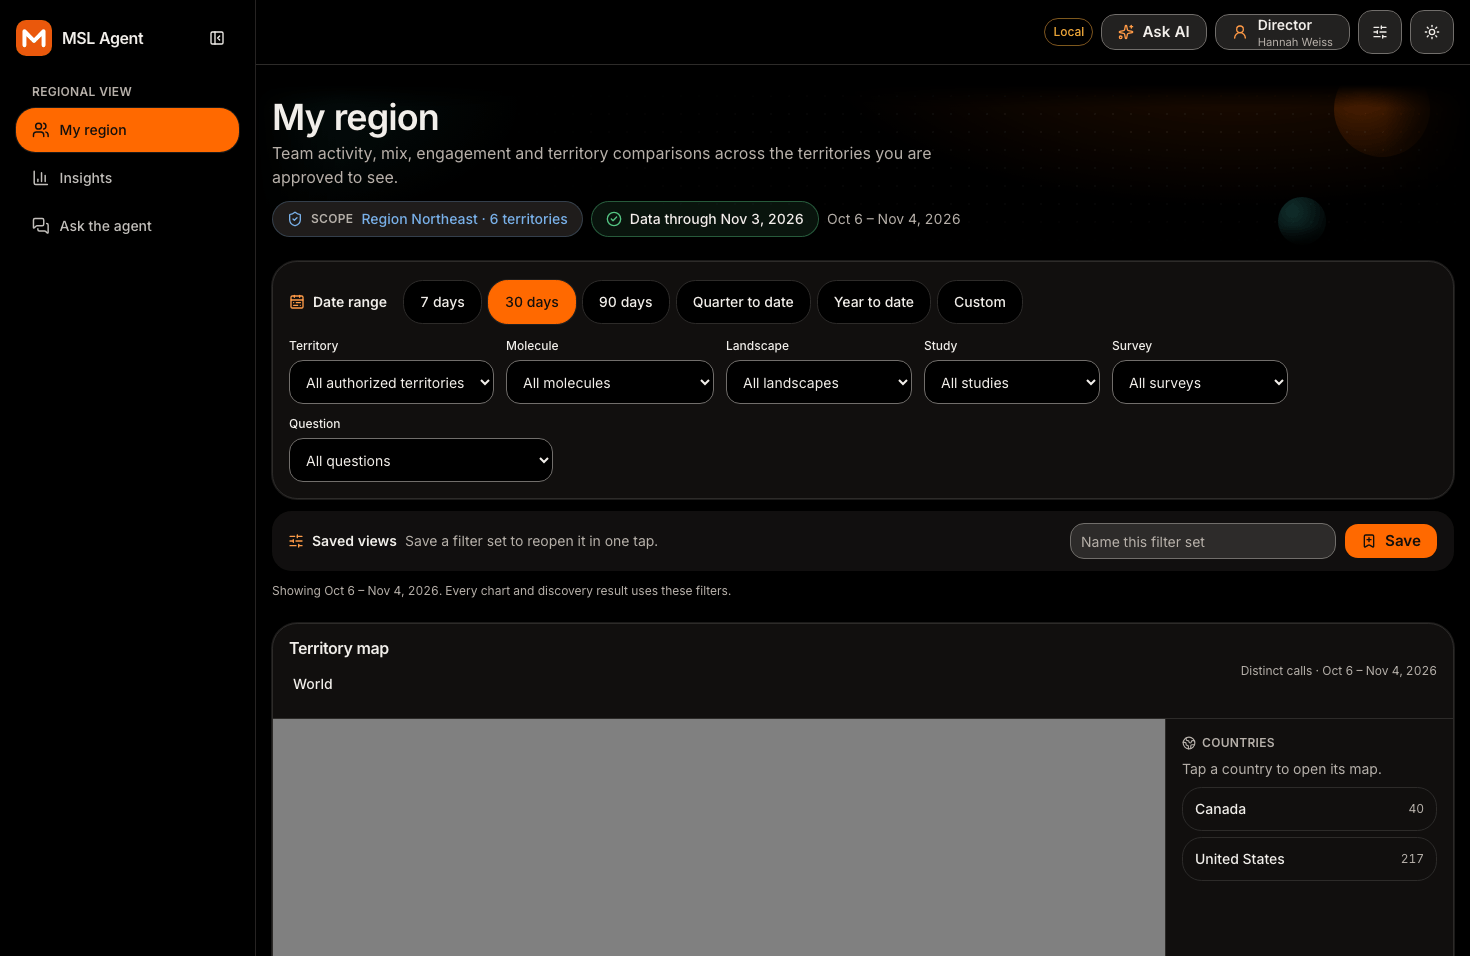 MSL Agent
Local
Ask AI
Director
Hannah Weiss
REGIONAL VIEW
My region
Insights
Ask the agent
My region
Team activity, mix, engagement and territory comparisons across the territories you are
approved to see.
SCOPE Region Northeast · 6 territories
Data through Nov 3, 2026
Oct 6 – Nov 4, 2026
Date range
7 days
30 days
90 days
Quarter to date
Year to date
Custom
Territory
All authorized territories
Molecule
All molecules
Landscape
All landscapes
Study
All studies
Survey
All surveys
Question
All questions
Saved views Save a filter set to reopen it in one tap.
Name this filter set
Save
Showing Oct 6 – Nov 4, 2026. Every chart and discovery result uses these filters.
Territory map
World
Distinct calls · Oct 6 – Nov 4, 2026
COUNTRIES
Tap a country to open its map.
Canada 40
United States 217